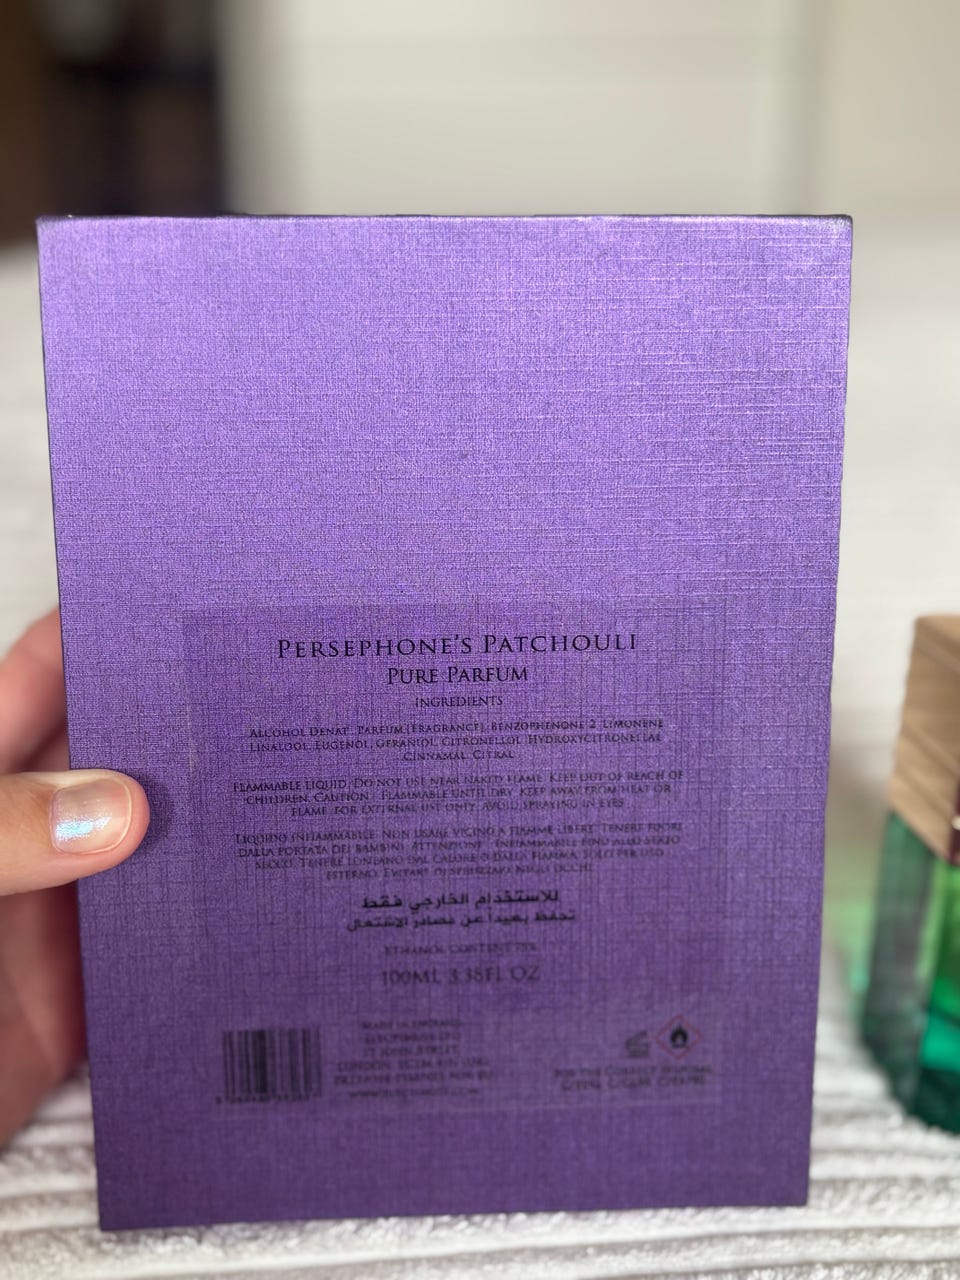 PERSEPHONE'S PATCHOULI
PURE PARFUM
INGREDIENTS
ALCOHOL DENAT. PARFUM (FRAGRANCE), BENZOPHENONE 2, LIMONENE
LINALOOL, EUGENOL, GERANIOL, CITRONELLOL, HYDROXYCITRONELLAL
CINNAMAL, CITRAL
FLAMMABLE LIQUID. DO NOT USE NEAR NAKED FLAME. KEEP OUT OF REACH OF
CHILDREN. CAUTION - FLAMMABLE UNTIL DRY. KEEP AWAY FROM HEAT OR
FLAME. FOR EXTERNAL USE ONLY. AVOID SPRAYING IN EYES
LIQUIDO INFIAMMABILE. NON USARE VICINO A FIAMME LIBERE. TENERE FUORI
DALLA PORTATA DEI BAMBINI. ATTENZIONE - INFIAMMABILE FINO ALLO STATO
SECCO. TENERE LONTANO DAL CALORE O DALLA FIAMMA. SOLO PER USO
ESTERNO. EVITARE DI SPRUZZARE NEGLI OCCHI
للاستخدام الخارجي فقط
تحفظ بعيداً عن مصادر الاشتعال
ETHANOL CONTENT
100ML 3.38FL OZ
MADE IN ENGLAND
LONDON